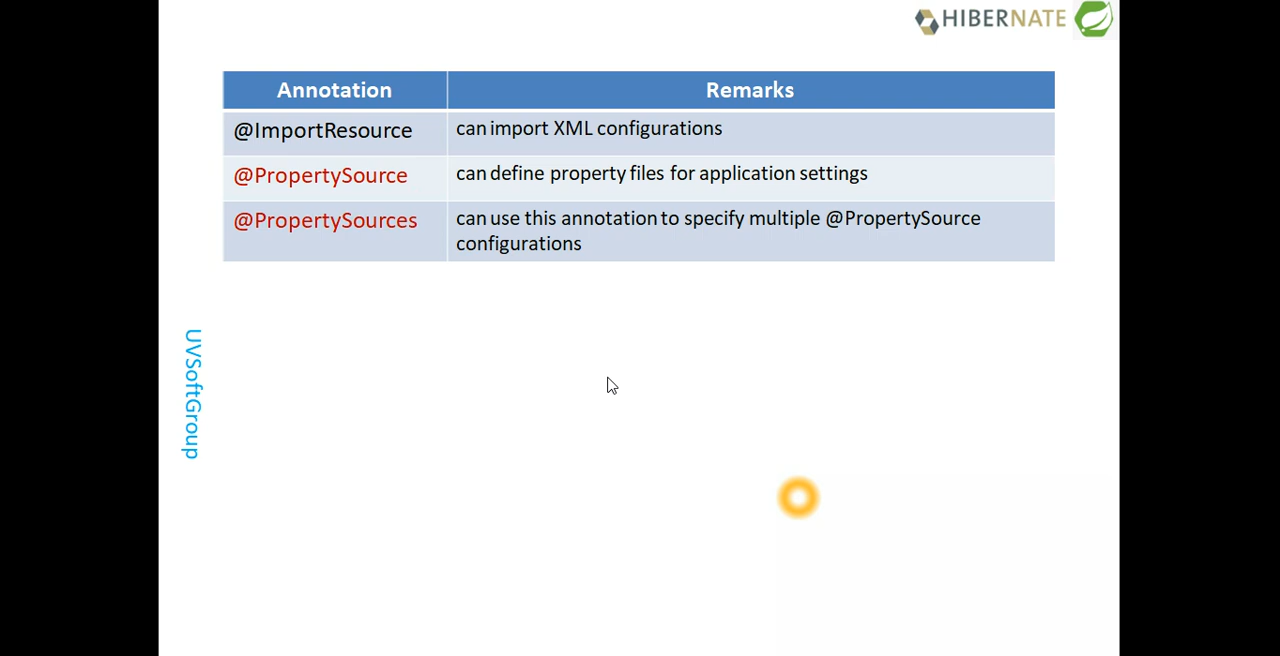 HIBERNATE
Annotation Remarks
@ImportResource can import XML configurations
@PropertySource can define property files for application settings
@PropertySources can use this annotation to specify multiple @PropertySource
configurations
UVSoftGroup